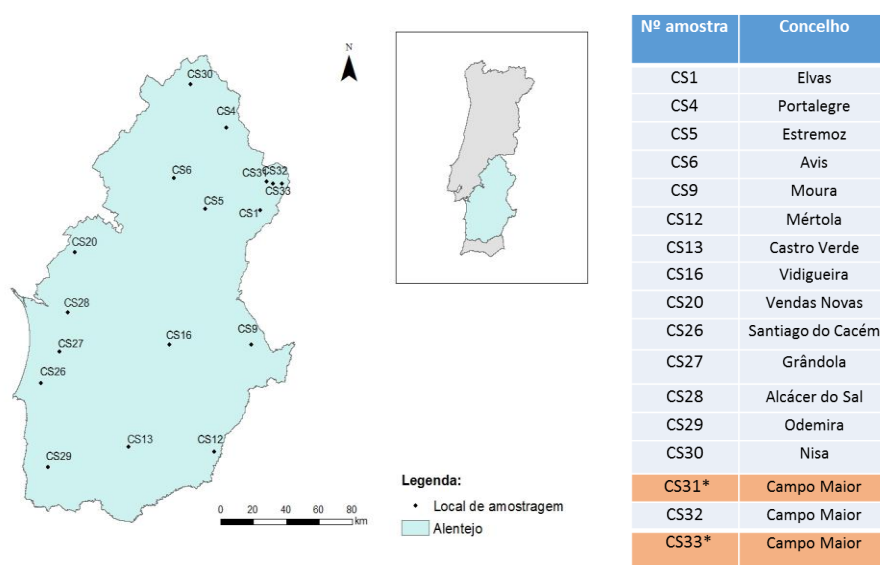 N
CS30
CS4
CS31
CS32
CS6
CS33
CS5
CS1
CS20
CS28
CS16
CS9
CS27
CS26
CS13
CS12
CS29
Legenda:
Local de amostragem
Alentejo
0 20 40 60 80
km
Nº amostra Concelho
CS1 Elvas
CS4 Portalegre
CS5 Estremoz
CS6 Avis
CS9 Moura
CS12 Mértola
CS13 Castro Verde
CS16 Vidigueira
CS20 Vendas Novas
CS26 Santiago do Cacém
CS27 Grândola
CS28 Alcácer do Sal
CS29 Odemira
CS30 Nisa
CS31* Campo Maior
CS32 Campo Maior
CS33* Campo Maior